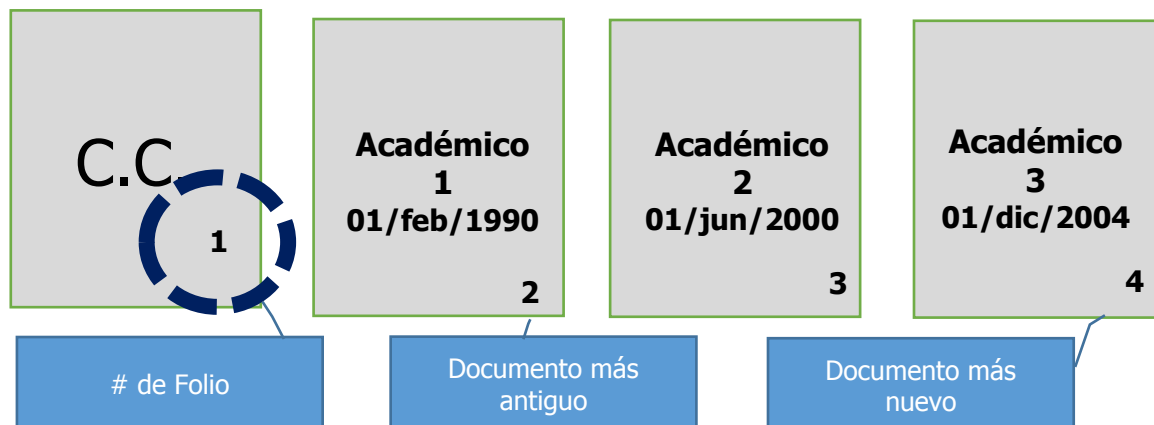 C.C.
1
Académico
1
01/feb/1990
2
Académico
2
01/jun/2000
3
Académico
3
01/dic/2004
4
# de Folio
Documento más
antiguo
Documento más
nuevo